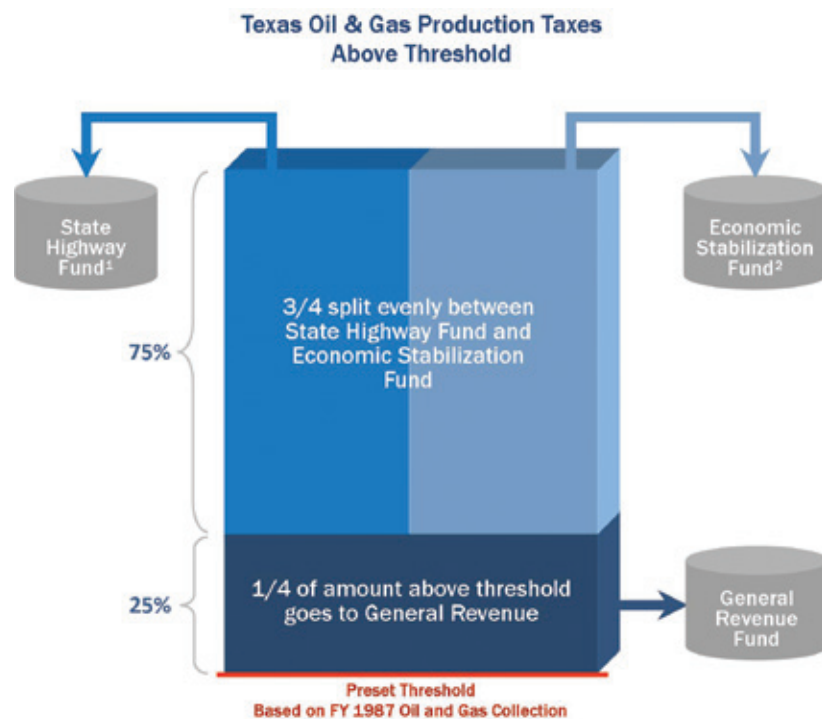 Texas Oil & Gas Production Taxes
Above Threshold
State
Highway
Fund¹
Economic
Stabilization
Fund²
75%
3/4 split evenly between
State Highway Fund and
Economic Stabilization
Fund
25%
1/4 of amount above threshold
goes to General Revenue
General
Revenue
Fund
Preset Threshold
Based on FY 1987 Oil and Gas Collection